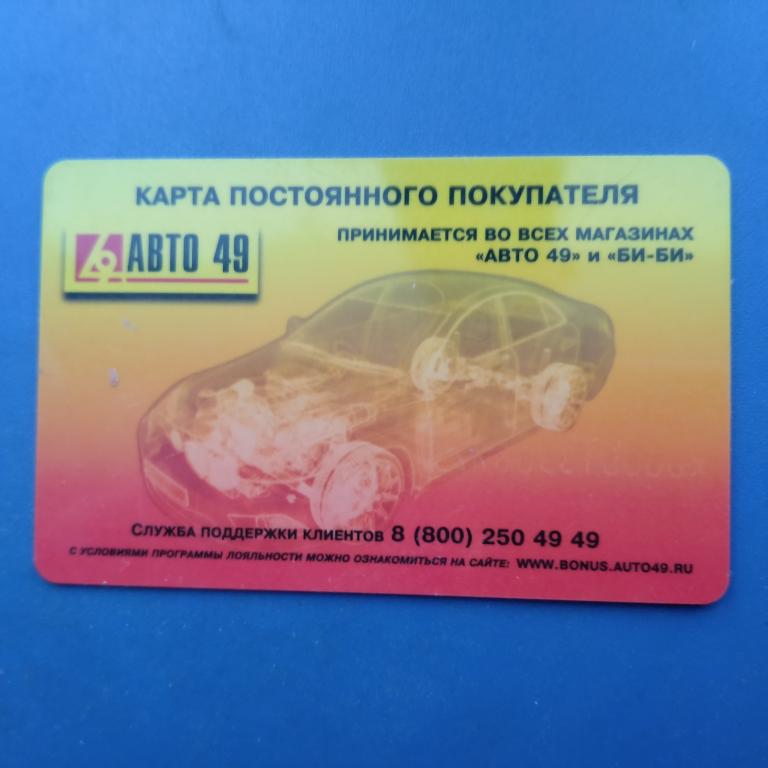 КАРТА ПОСТОЯННОГО ПОКУПАТЕЛЯ
АВТО 49
ПРИНИМАЕТСЯ ВО ВСЕХ МАГАЗИНАХ
«АВТО 49» и «БИ-БИ»
СЛУЖБА ПОДДЕРЖКИ КЛИЕНТОВ 8 (800) 250 49 49
С УСЛОВИЯМИ ПРОГРАММЫ ЛОЯЛЬНОСТИ МОЖНО ОЗНАКОМИТЬСЯ НА САЙТЕ: WWW.BONUS.AUTO49.RU